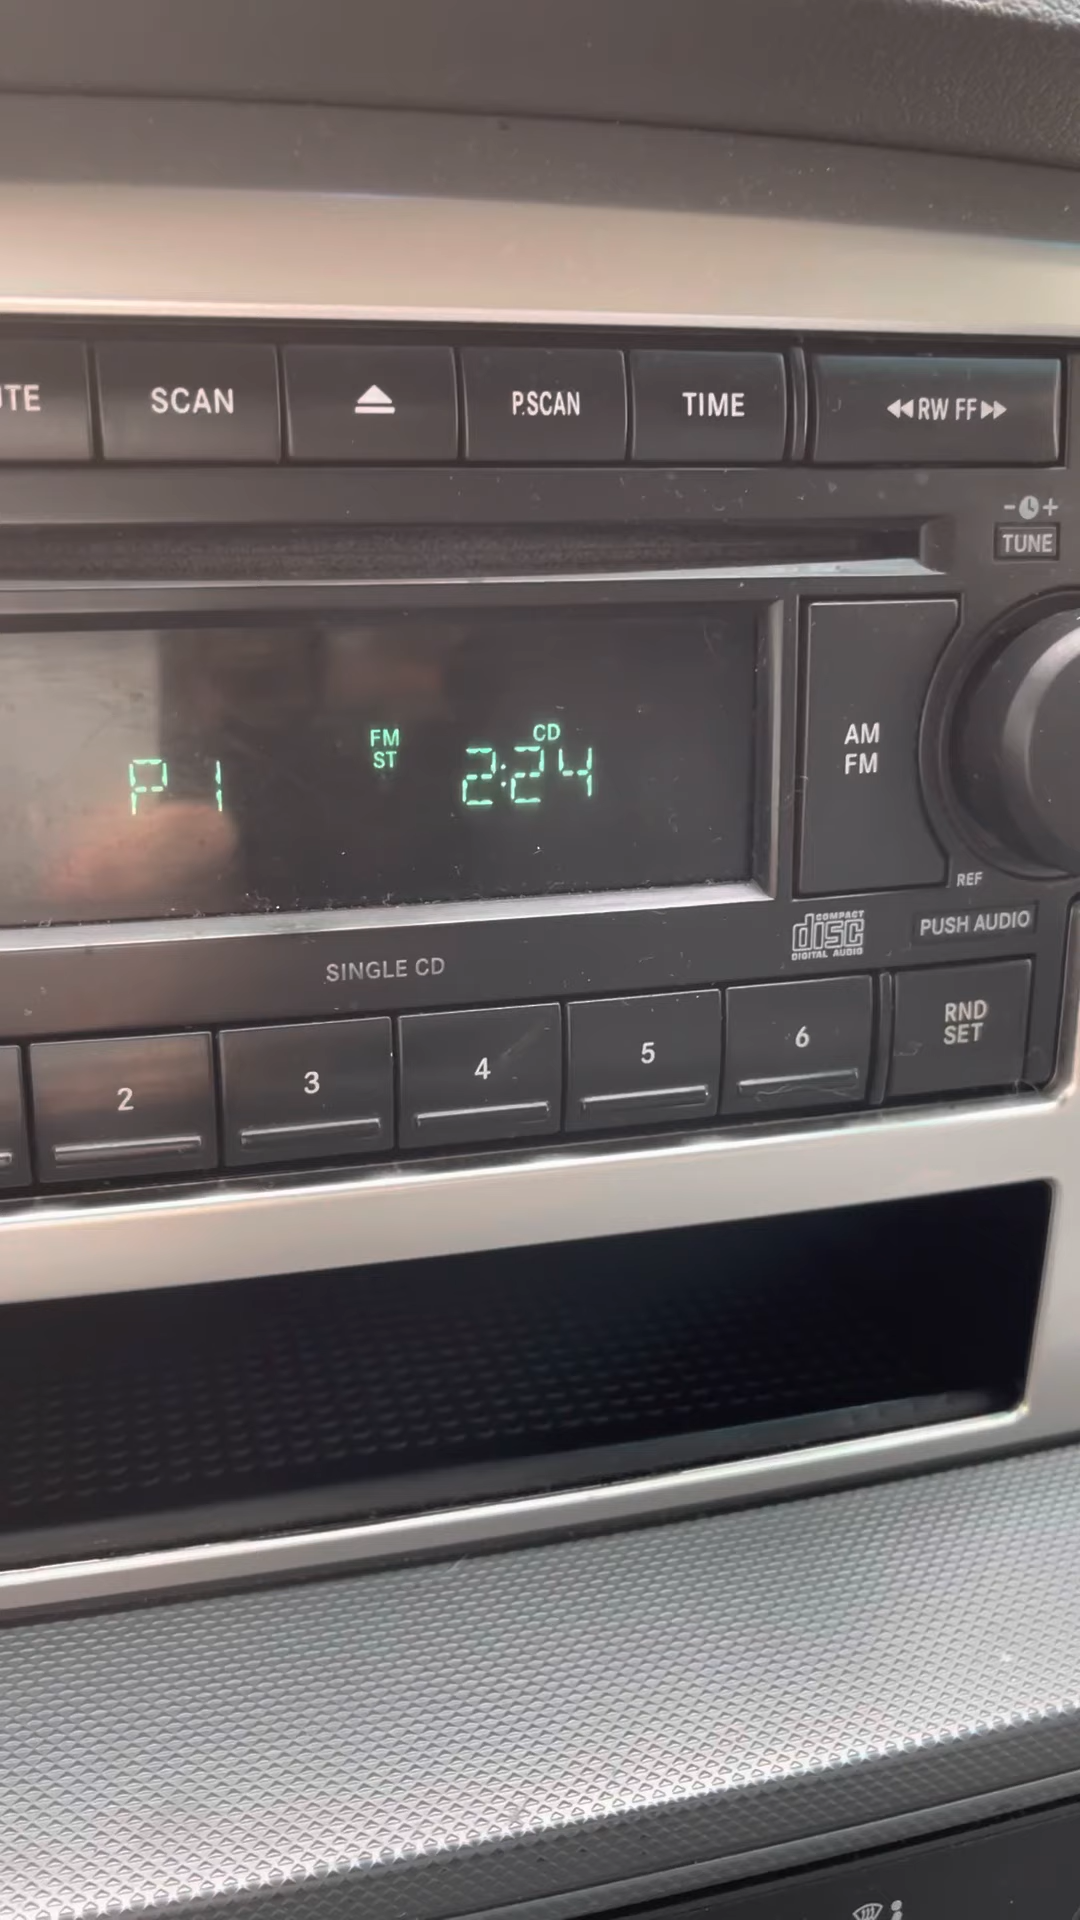 UTE SCAN P.SCAN TIME RW FF
- +
TUNE
FM
ST
CD
P 1
2:24
AM
FM
REF
PUSH AUDIO
COMPACT
disc
DIGITAL AUDIO
SINGLE CD
2 3 4 5 6
RND
SET